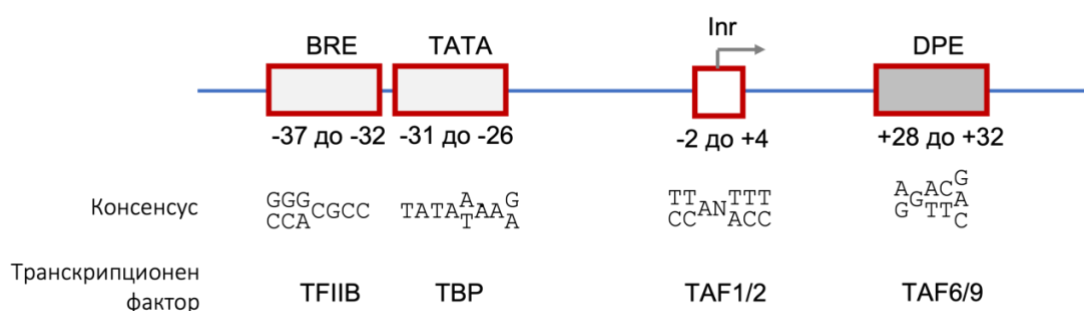 Inr
BRE TATA DPE
-37 до -32 -31 до -26 -2 до +4 +28 до +32
Консенсус GGG CCA CGCC TATA A T AA G A TT CC AN TTT ACC A G G AC TT G A C
Транскрипционен
фактор TFIIB TBP TAF1/2 TAF6/9